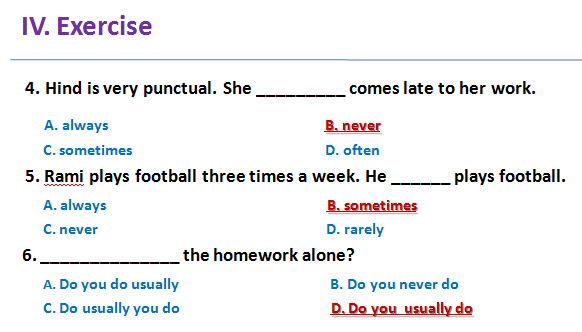 IV. Exercise
4. Hind is very punctual. She _________ comes late to her work.
A. always B. never
C. sometimes D. often
5. Rami plays football three times a week. He ______ plays football.
A. always B. sometimes
C. never D. rarely
6. ______________ the homework alone?
A. Do you do usually B. Do you never do
C. Do usually you do D. Do you usually do